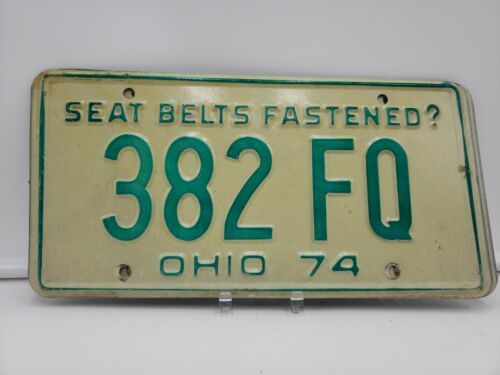 SEAT BELTS FASTENED?
382 FQ
OHIO 74